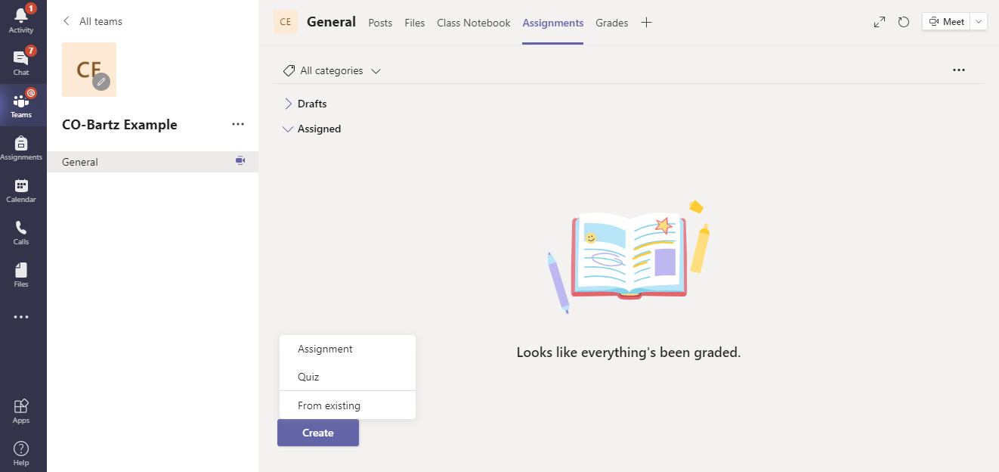 1
Activity
7
Chat
@
Teams
Assignments
Calendar
Calls
Files
Apps
Help
All teams
CE
CO-Bartz Example
General
CE
General
Posts
Files
Class Notebook
Assignments
Grades
Meet
All categories
Drafts
Assigned
Looks like everything's been graded.
Assignment
Quiz
From existing
Create